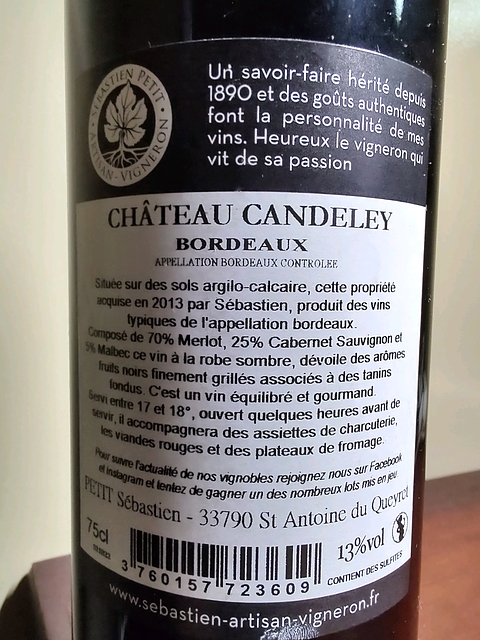 SÉBASTIEN PETIT
ARTISAN-VIGNERON
Un savoir-faire hérité depuis
1890 et des goûts authentiques
font la personnalité de mes
vins. Heureux le vigneron qui
vit de sa passion
CHÂTEAU CANDELEY
BORDEAUX
APPELLATION BORDEAUX CONTROLEE
Située sur des sols argilo-calcaire, cette propriété
acquise en 2013 par Sébastien, produit des vins
typiques de l'appellation bordeaux.
Composé de 70% Merlot, 25% Cabernet Sauvignon et
5% Malbec ce vin à la robe sombre, dévoile des arômes
fruits noirs finement grillés associés à des tanins
fondus. C'est un vin équilibré et gourmand.
Servi entre 17 et 18°, ouvert quelques heures avant de
servir, il accompagnera des assiettes de charcuterie,
les viandes rouges et des plateaux de fromage.
Pour suivre l'actualité de nos vignobles rejoignez nous sur Facebook
et instagram et tentez de gagner un des nombreux lots mis en jeu.
PETIT Sébastien - 33790 St Antoine du Queyret
75cl
13%vol
CONTIENT DES SULFITES
3 760157 723609
www.sebastien-artisan-vigneron.fr